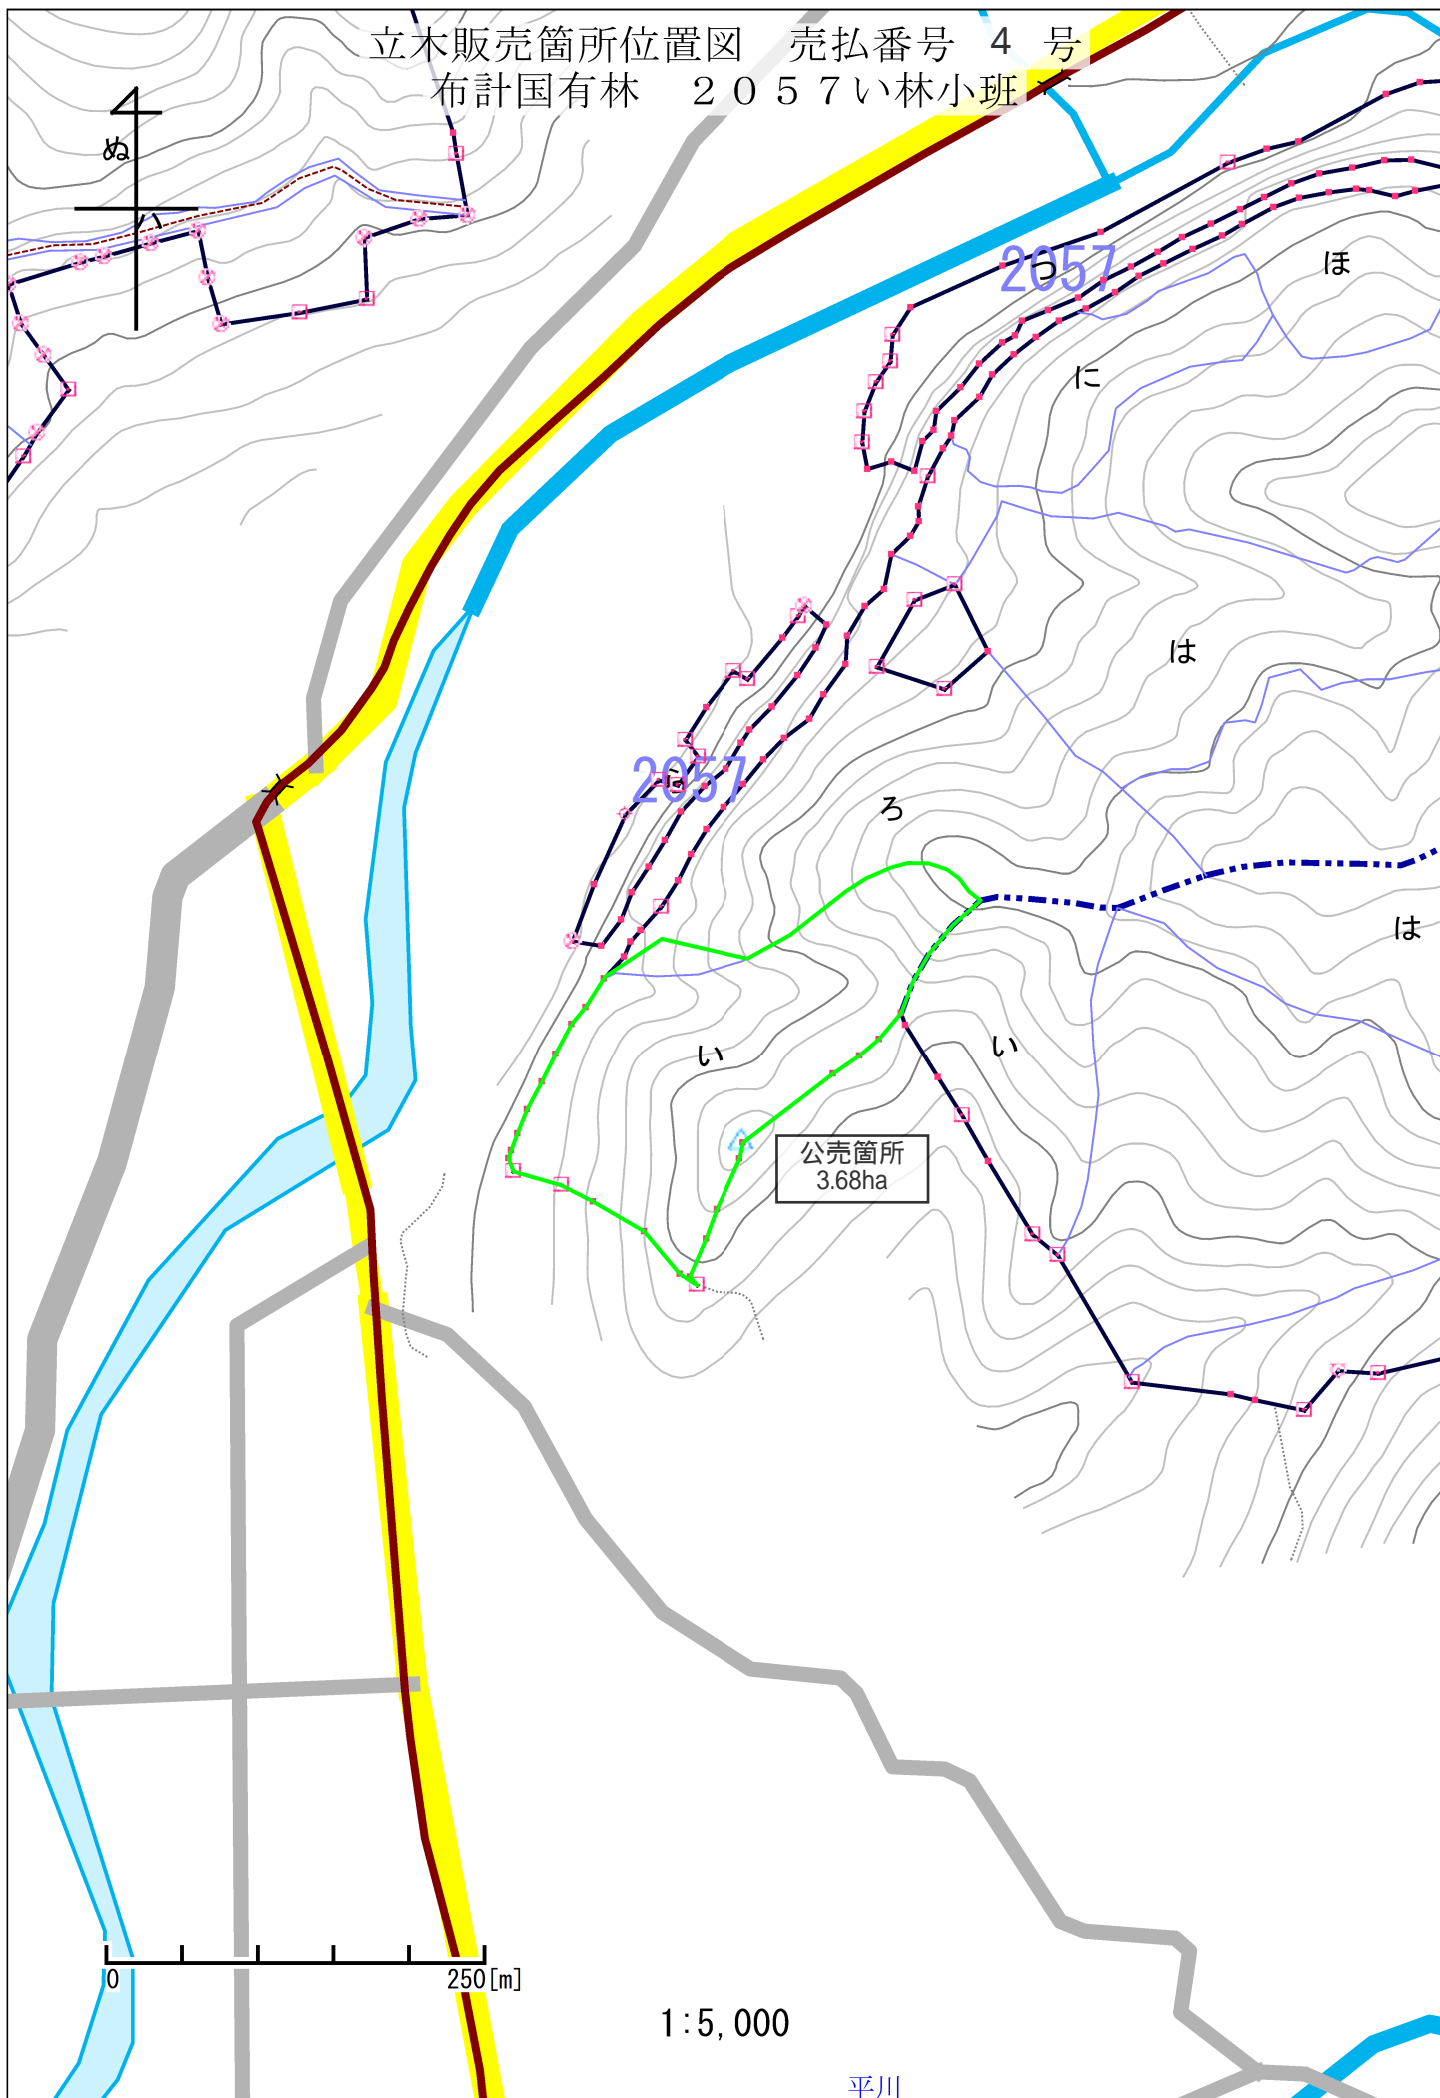 立木販売箇所位置図　売払番号　4　号
布計国有林　２０５７い林小班
ぬ
い
2057
つ
ほ
に
は
2057
ろ
は
い
い
公売箇所
3.68ha
0
250[m]
1:5,000
平川